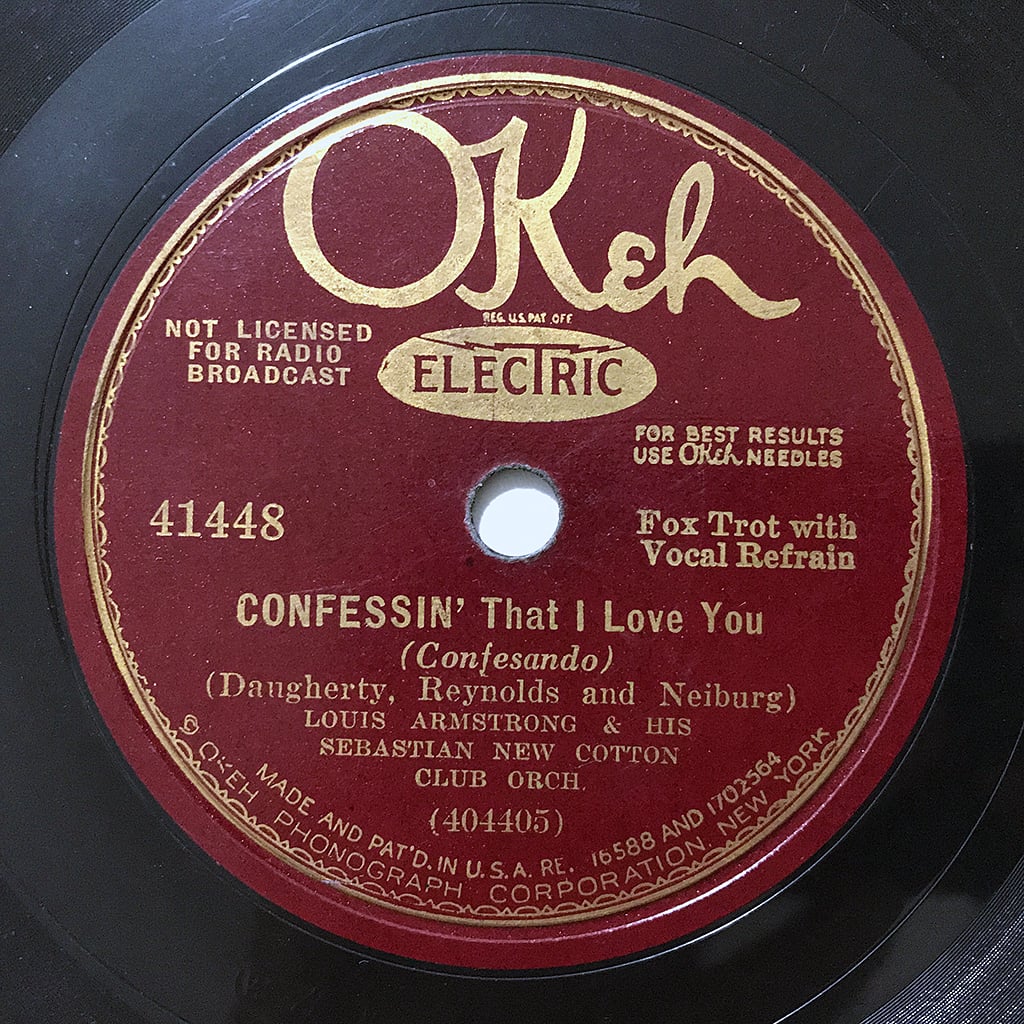 OKeh
REG. U.S. PAT. OFF.
ELECTRIC
NOT LICENSED
FOR RADIO
BROADCAST
FOR BEST RESULTS
USE OKeh NEEDLES
41448
Fox Trot with
Vocal Refrain
CONFESSIN' That I Love You
(Confesando)
(Daugherty, Reynolds and Neiburg)
LOUIS ARMSTRONG & HIS
SEBASTIAN NEW COTTON
CLUB ORCH.
(404405)
MADE AND PAT'D. IN U.S.A. RE. 16588 AND 1702564
© OKEH PHONOGRAPH CORPORATION, NEW YORK